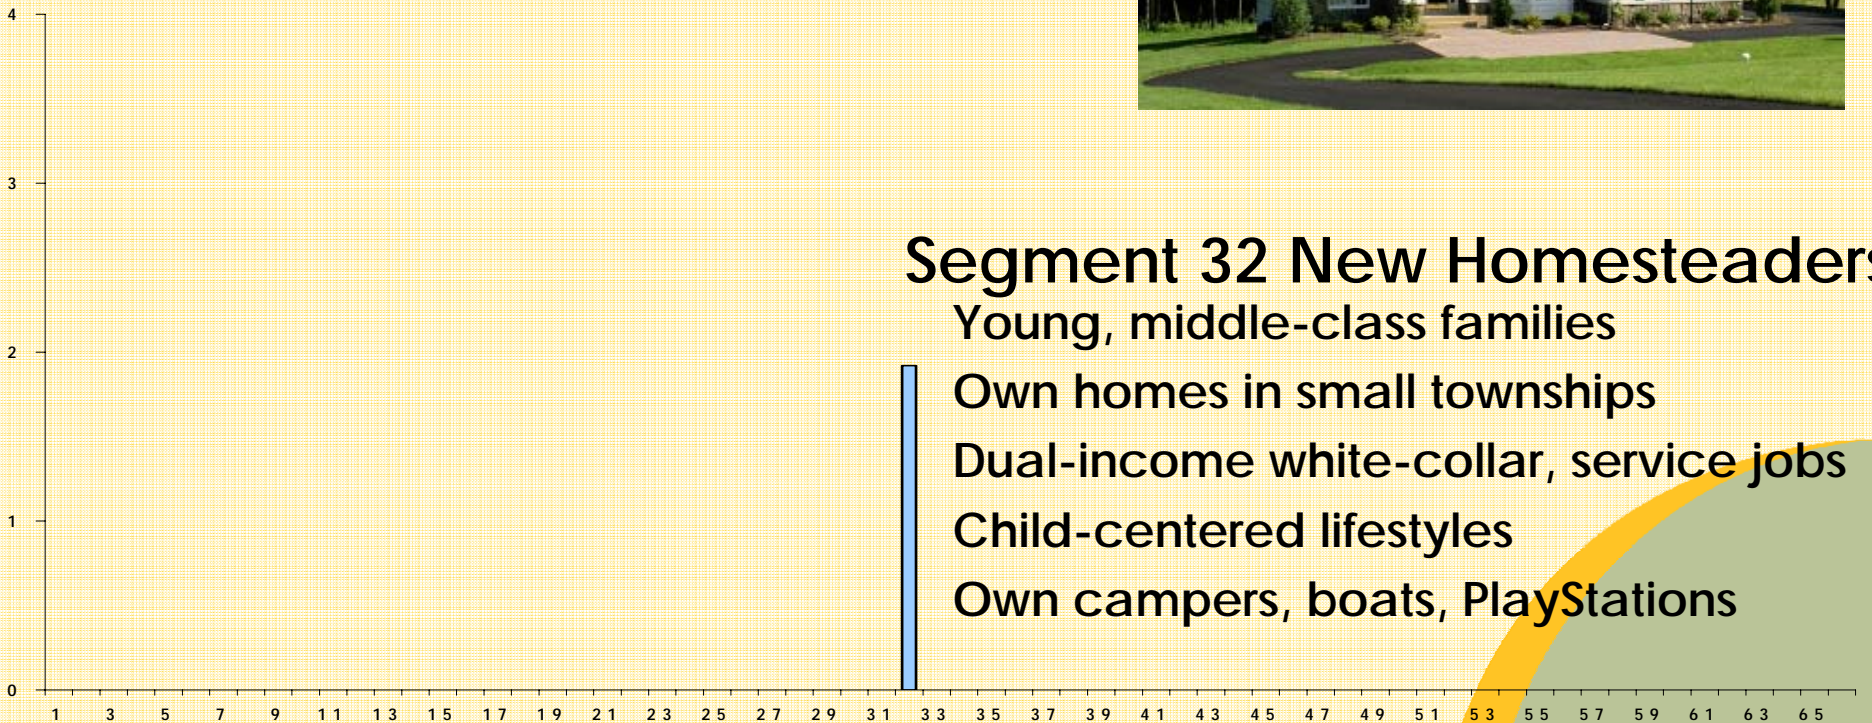 4
3
2
1
0
Segment 32 New Homesteaders
Young, middle-class families
Own homes in small townships
Dual-income white-collar, service jobs
Child-centered lifestyles
Own campers, boats, PlayStations
1 3 5 7 9 11 13 15 17 19 21 23 25 27 29 31 33 35 37 39 41 43 45 47 49 51 53 55 57 59 61 63 65